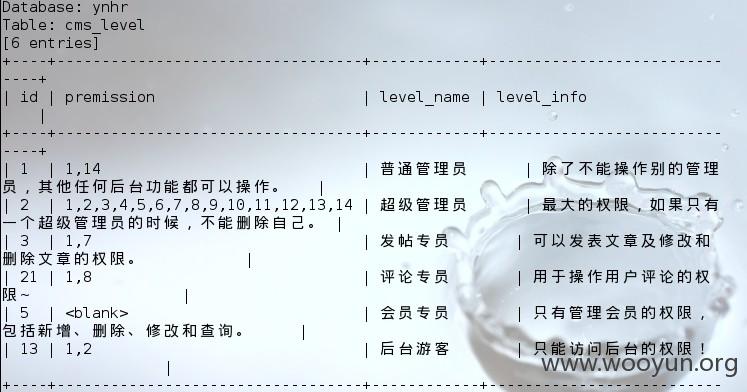 Database: ynhr
Table: cms_level
[6 entries]
+----+----------------------------------+-----------+--------------------------
----+
| id | premission | level_name | level_info
|
+----+----------------------------------+-----------+--------------------------
----+
| 1 | 1,14 | 普通管理员 | 除了不能操作别的管理
员，其他任何后台功能都可以操作。 |
| 2 | 1,2,3,4,5,6,7,8,9,10,11,12,13,14 | 超级管理员 | 最大的权限，如果只有
一个超级管理员的时候，不能删除自己。 |
| 3 | 1,7 | 发帖专员 | 可以发表文章及修改和
删除文章的权限。 |
| 21 | 1,8 | 评论专员 | 用于操作用户评论的权
限~ |
| 5 | <blank> | 会员专员 | 只有管理会员的权限，
包括新增、删除、修改和查询。 |
| 13 | 1,2 | 后台游客 | 只能访问后台的权限！
|
+----+----------------------------------+-----------+--------------------------
www.wooyun.org